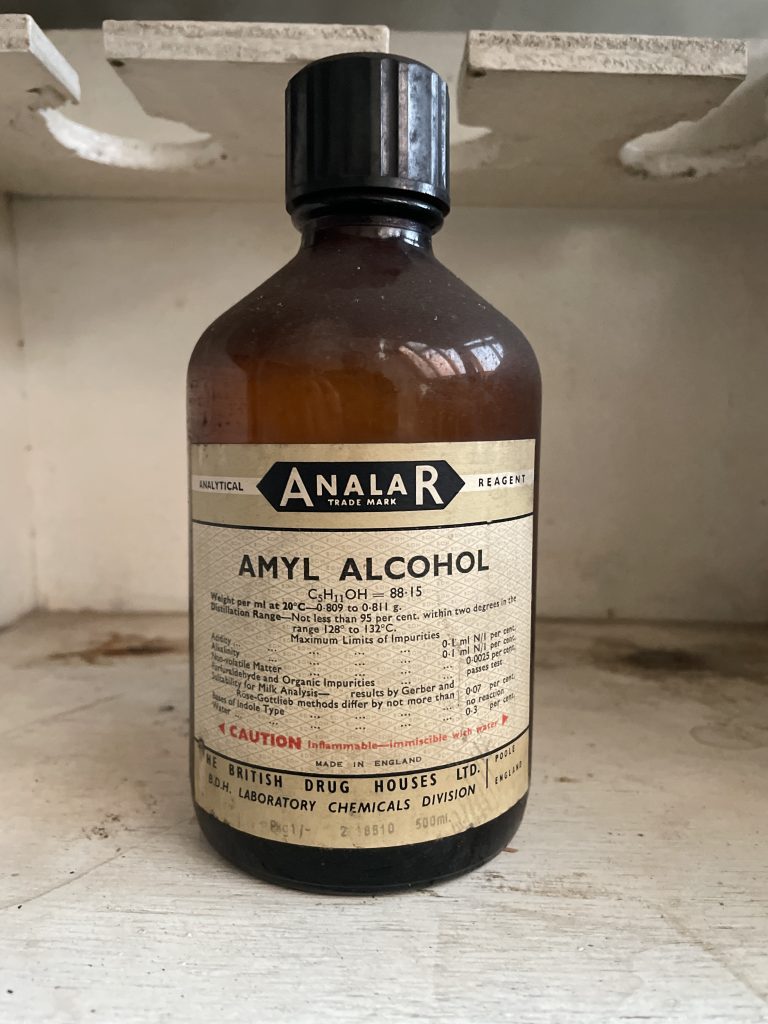 ANALYTICAL ANALAR REAGENT
TRADE MARK
AMYL ALCOHOL
C₅H₁₁OH = 88·15
Weight per ml at 20°C—0·809 to 0·811 g.
Distillation Range—Not less than 95 per cent. within two degrees in the
range 128° to 132°C.
Maximum Limits of Impurities
Acidity ... ... ... ... 0·1 ml N/1 per cent.
Alkalinity ... ... ... ... 0·1 ml N/1 per cent.
Non-volatile Matter ... ... ... 0·0025 per cent.
Furfuraldehyde and Organic Impurities ... passes test
Suitability for Milk Analysis— results by Gerber and
Rose-Gottlieb methods differ by not more than 0·07 per cent.
Bases of Indole Type ... ... ... no reaction
Water ... ... ... ... 0·3 per cent.
CAUTION Inflammable—immiscible with water
MADE IN ENGLAND
THE BRITISH DRUG HOUSES LTD. POOLE
B.D.H. LABORATORY CHEMICALS DIVISION ENGLAND
500ml.